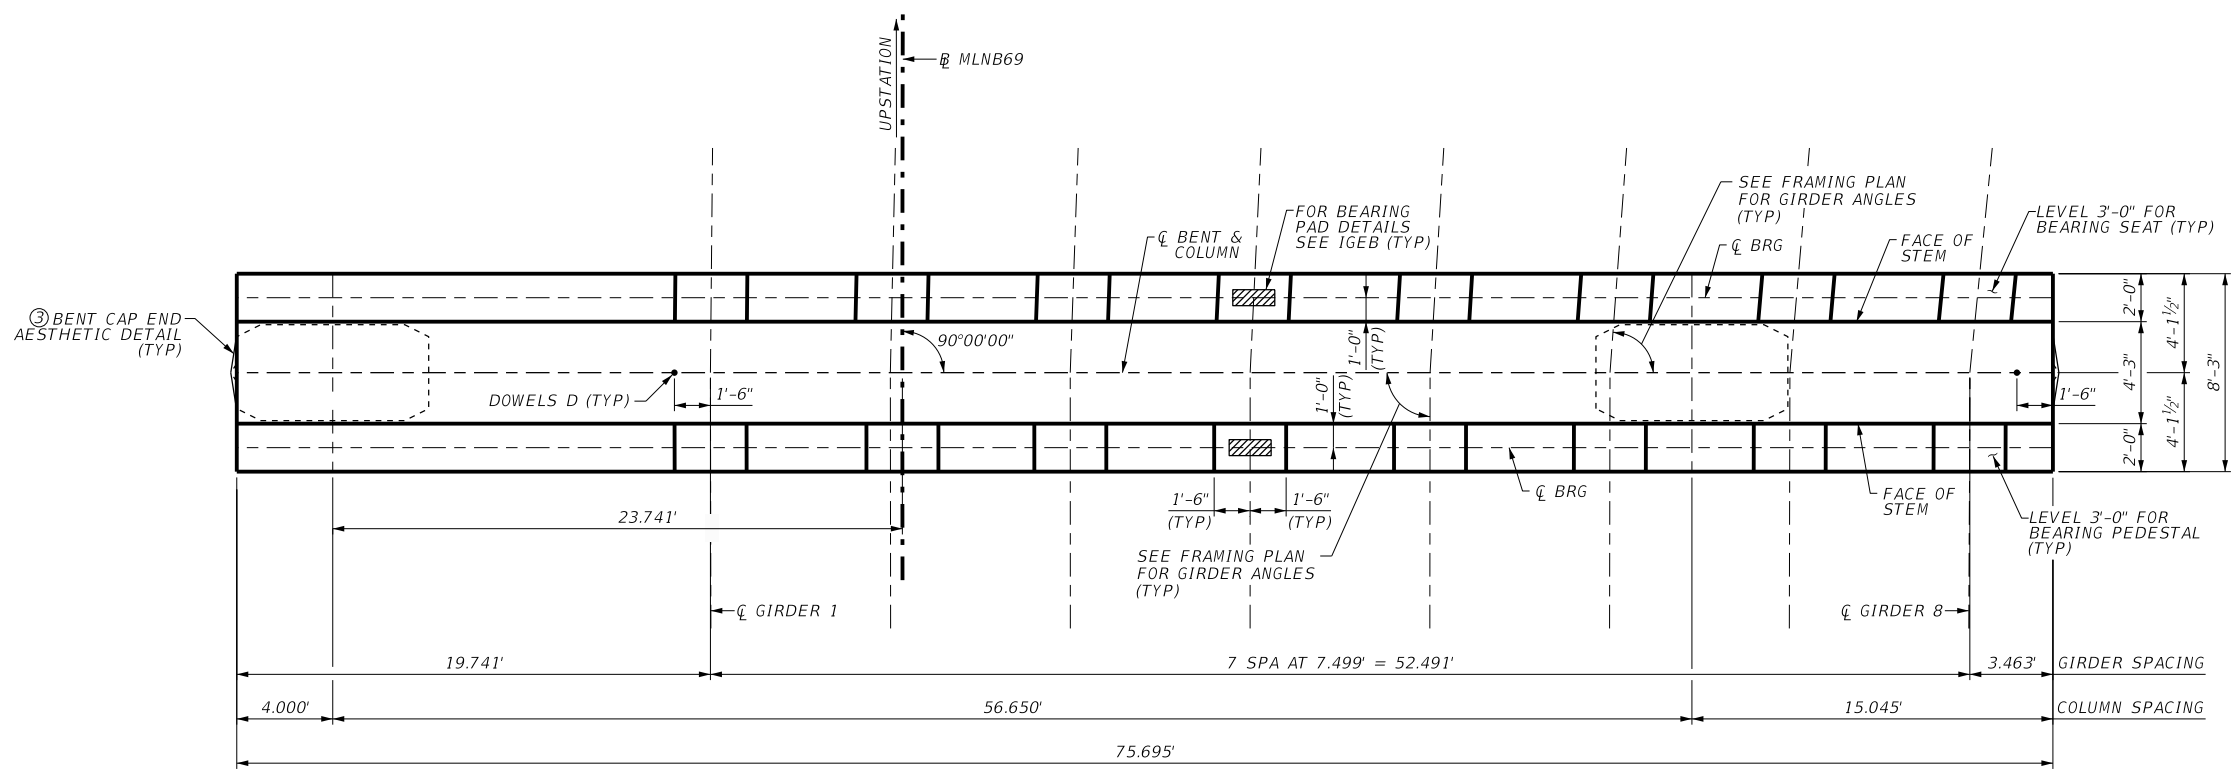 UPSTATION
℄ MLNB69
SEE FRAMING PLAN
FOR GIRDER ANGLES
(TYP)
FOR BEARING
PAD DETAILS
SEE IGEB (TYP)
LEVEL 3'-0" FOR
BEARING SEAT (TYP)
℄ BENT &
COLUMN
℄ BRG
FACE OF
STEM
③ BENT CAP END
AESTHETIC DETAIL
(TYP)
90°00'00"
1'-0"
(TYP)
2'-0"
4'-1½"
4'-3"
8'-3"
DOWELS D (TYP)
1'-6"
1'-0"
(TYP)
1'-6"
2'-0"
4'-1½"
℄ BRG
FACE OF
STEM
1'-6"
(TYP)
1'-6"
(TYP)
23.741'
LEVEL 3'-0" FOR
BEARING PEDESTAL
(TYP)
SEE FRAMING PLAN
FOR GIRDER ANGLES
(TYP)
℄ GIRDER 1
℄ GIRDER 8
19.741'
7 SPA AT 7.499' = 52.491'
3.463'
GIRDER SPACING
4.000'
56.650'
15.045'
COLUMN SPACING
75.695'